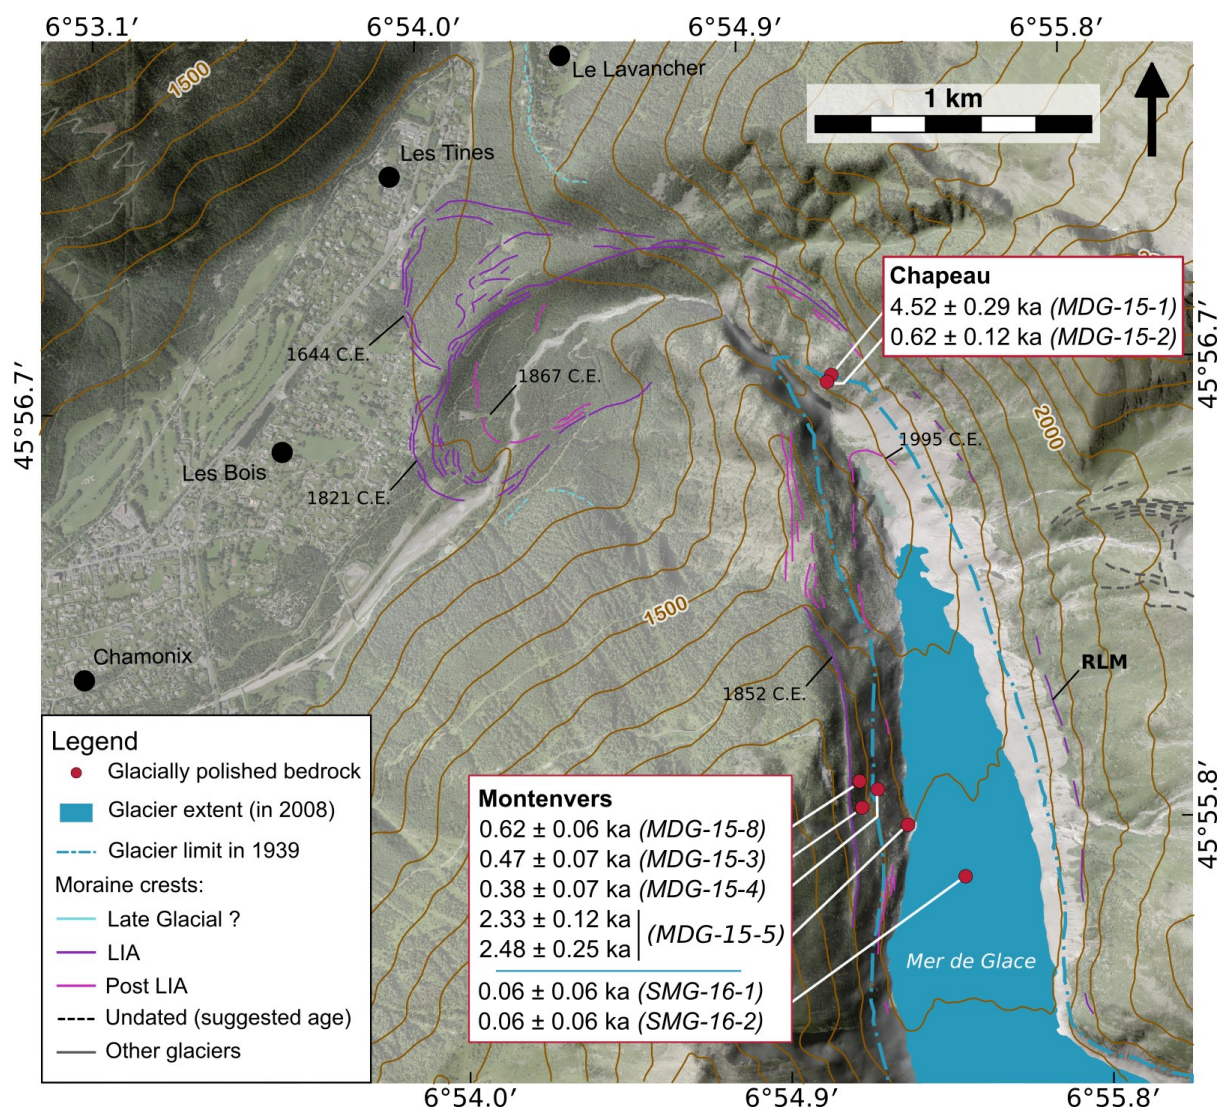 6°53.1′ 6°54.0′ 6°54.9′ 6°55.8′
1500
Le Lavancher
1 km
Les Tines
Chapeau
4.52 ± 0.29 ka (MDG-15-1)
0.62 ± 0.12 ka (MDG-15-2)
1644 C.E.
1867 C.E.
45°56.7′
45°56.7′
2000
1995 C.E.
Les Bois
1821 C.E.
1500
Chamonix
RLM
1852 C.E.
Legend
Glacially polished bedrock
Glacier extent (in 2008)
Glacier limit in 1939
Moraine crests:
Late Glacial ?
LIA
Post LIA
Undated (suggested age)
Other glaciers
Montenvers
0.62 ± 0.06 ka (MDG-15-8)
0.47 ± 0.07 ka (MDG-15-3)
0.38 ± 0.07 ka (MDG-15-4)
2.33 ± 0.12 ka
2.48 ± 0.25 ka (MDG-15-5)
0.06 ± 0.06 ka (SMG-16-1)
0.06 ± 0.06 ka (SMG-16-2)
Mer de Glace
45°55.8′
6°54.0′ 6°54.9′ 6°55.8′